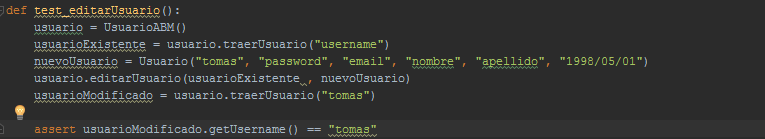 def test_editarUsuario():
    usuario = UsuarioABM()
    usuarioExistente = usuario.traerUsuario("username")
    nuevoUsuario = Usuario("tomas", "password", "email", "nombre", "apellido", "1998/05/01")
    usuario.editarUsuario(usuarioExistente , nuevoUsuario)
    usuarioModificado = usuario.traerUsuario("tomas")
    assert usuarioModificado.getUsername() == "tomas"